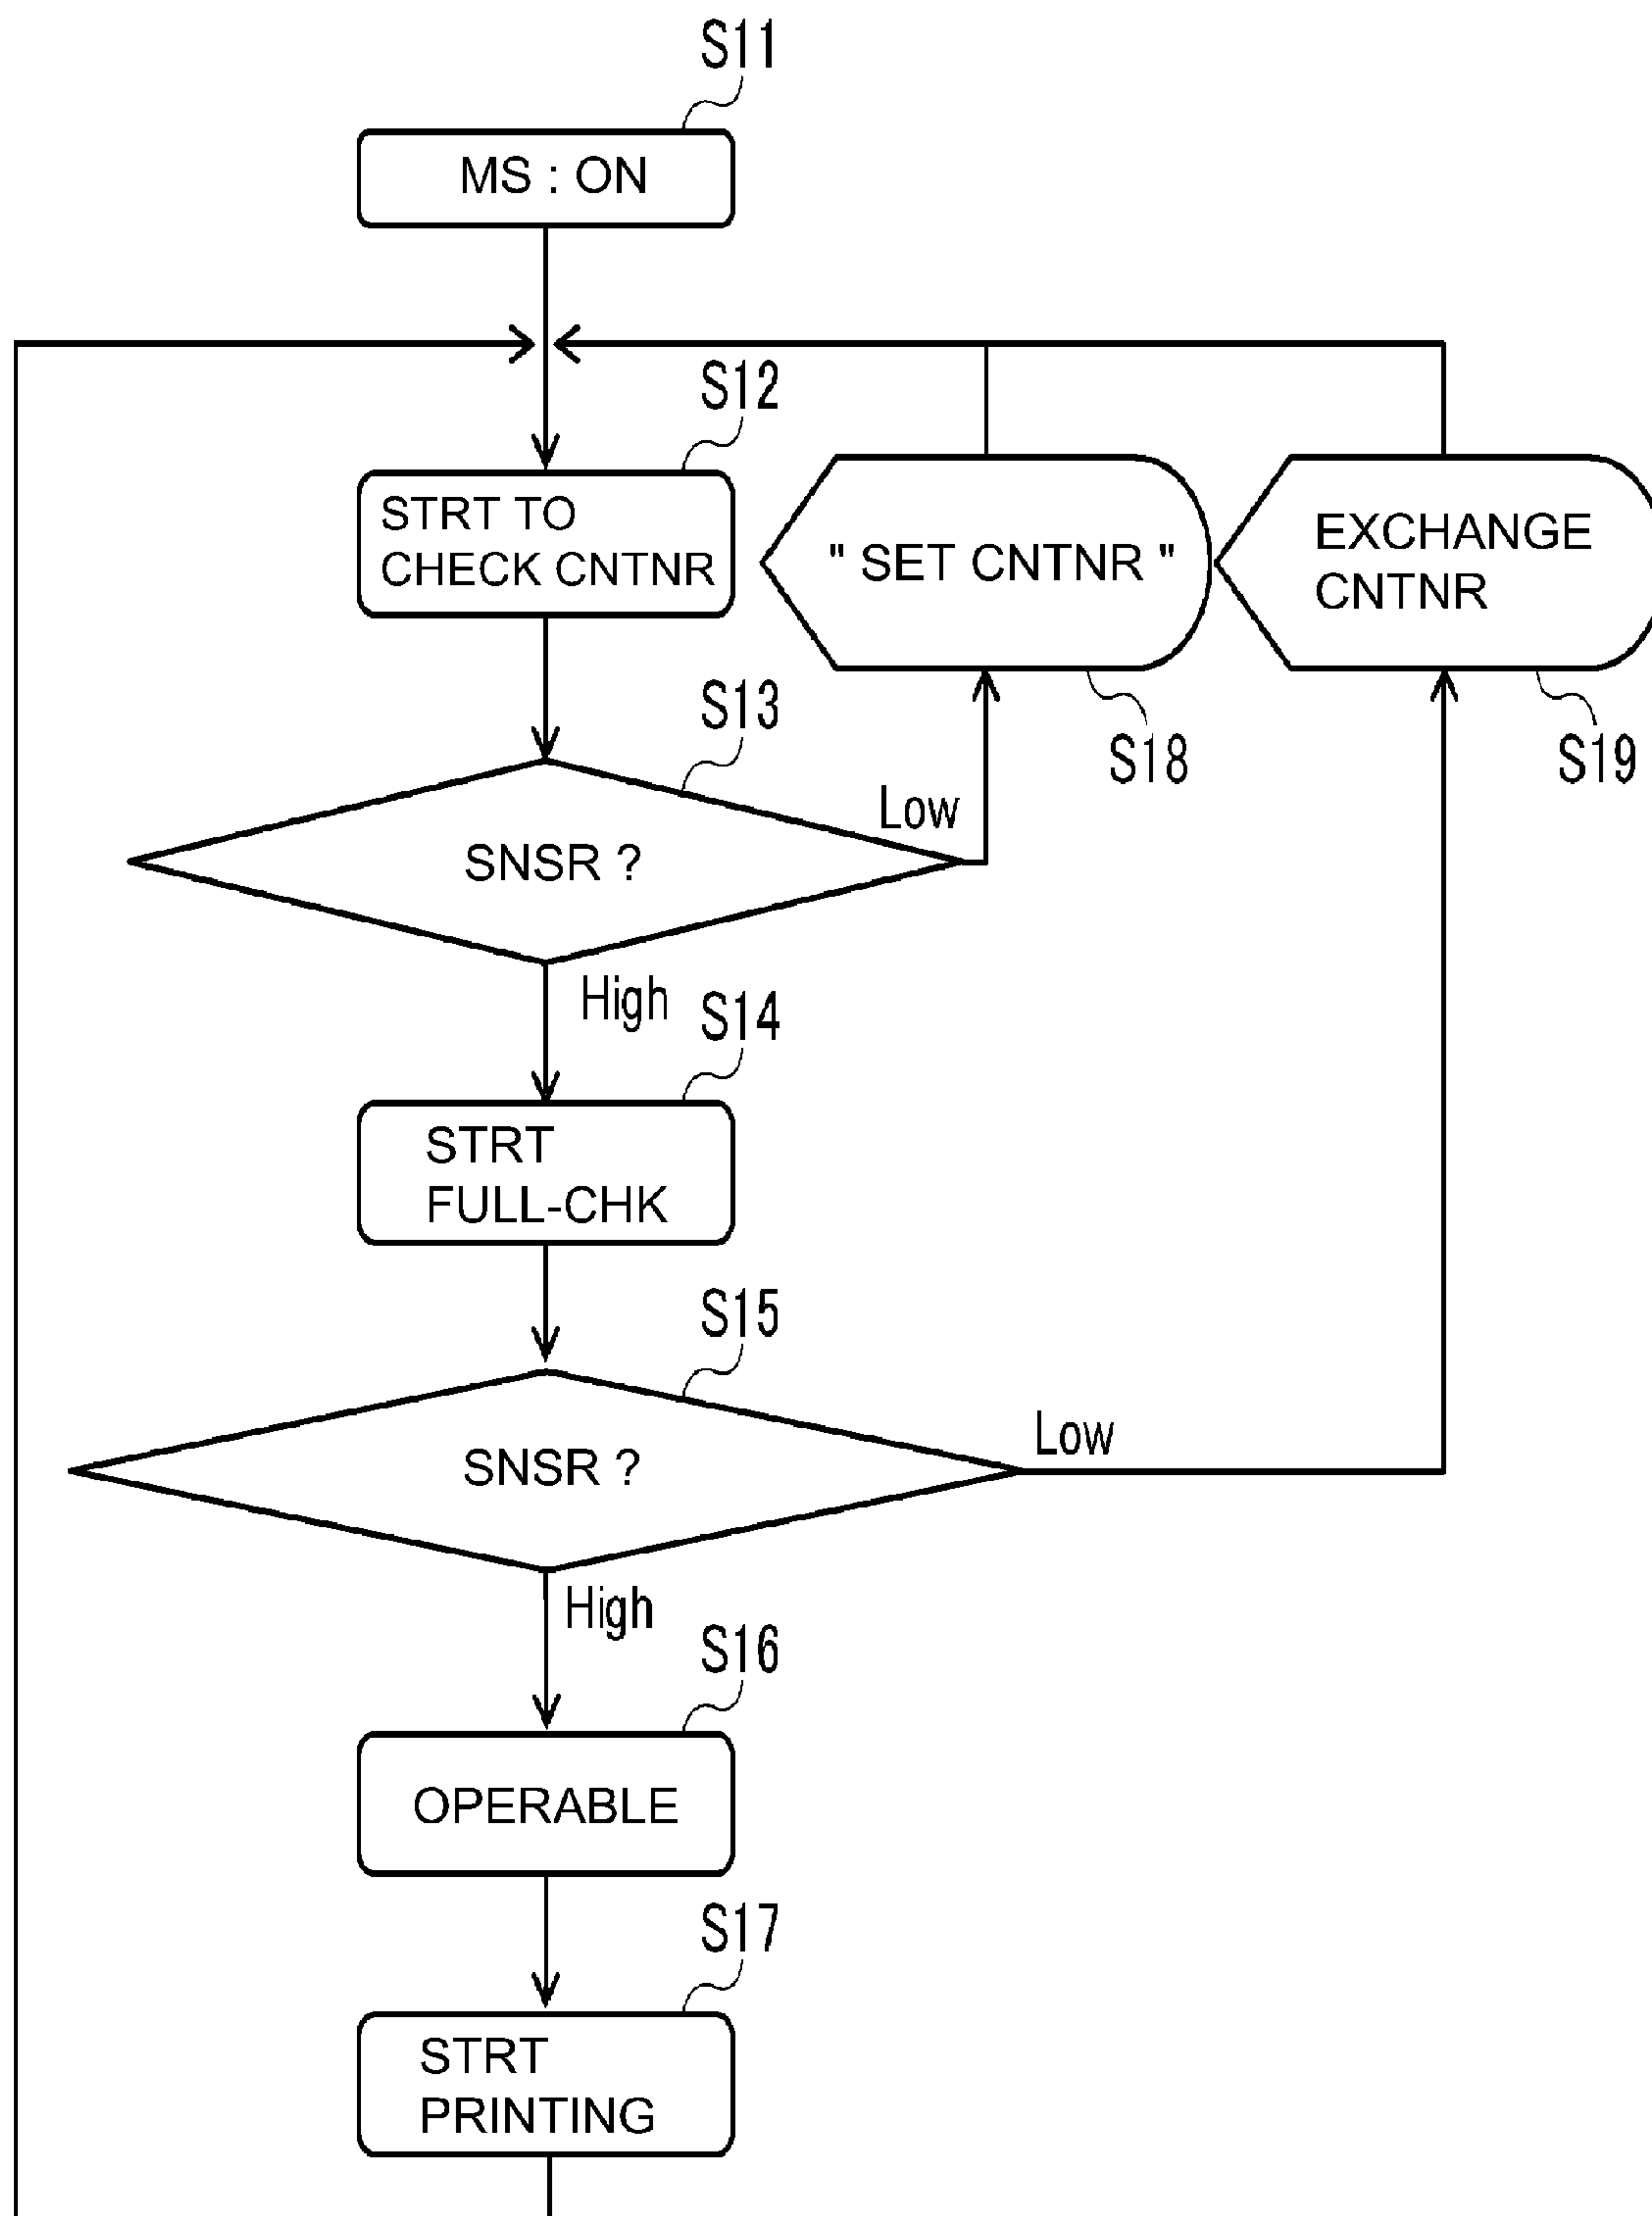 S11
MS : ON
S12
STRT TO
CHECK CNTNR
" SET CNTNR "
EXCHANGE
CNTNR
S13
S18
S19
Low
SNSR ?
High
S14
STRT
FULL-CHK
S15
Low
SNSR ?
High
S16
OPERABLE
S17
STRT
PRINTING